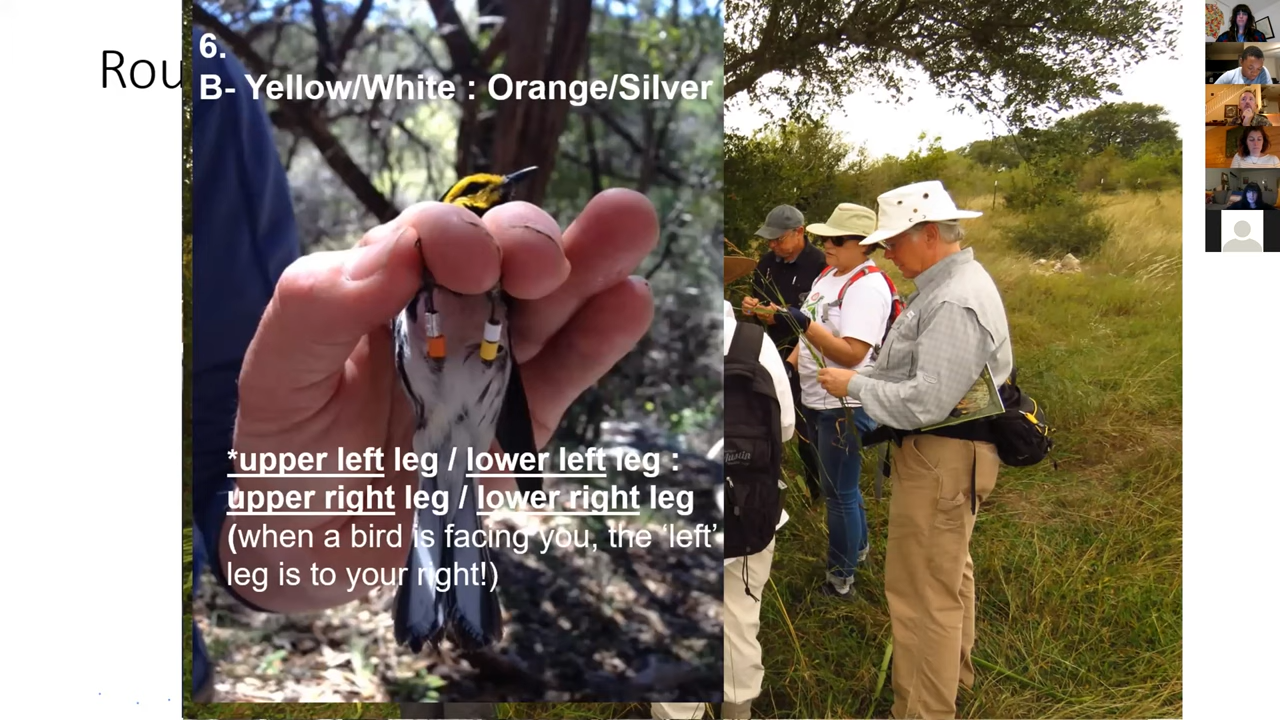 Rou
6.
B- Yellow/White : Orange/Silver
*upper left leg / lower left leg :
upper right leg / lower right leg
(when a bird is facing you, the ‘left’
leg is to your right!)